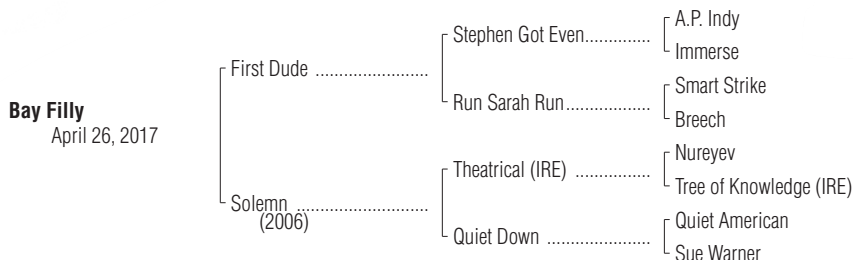 A.P. Indy
Stephen Got Even..............
Immerse
First Dude ........................
Smart Strike
Run Sarah Run..................
Breech
Bay Filly
April 26, 2017
Nureyev
Theatrical (IRE) ................
Tree of Knowledge (IRE)
Solemn ............................
(2006)
Quiet American
Quiet Down ......................
Sue Warner